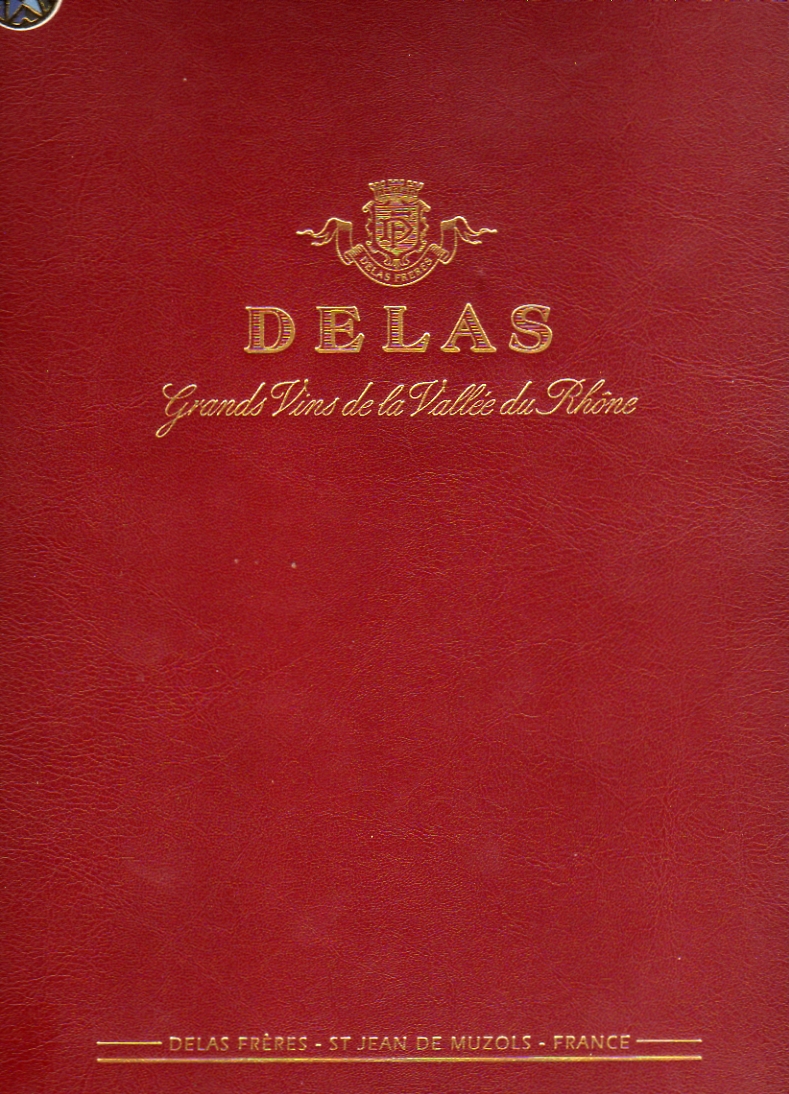 DELAS FRERES
DELAS
Grands Vins de la Vallée du Rhône
DELAS FRÈRES - ST JEAN DE MUZOLS - FRANCE